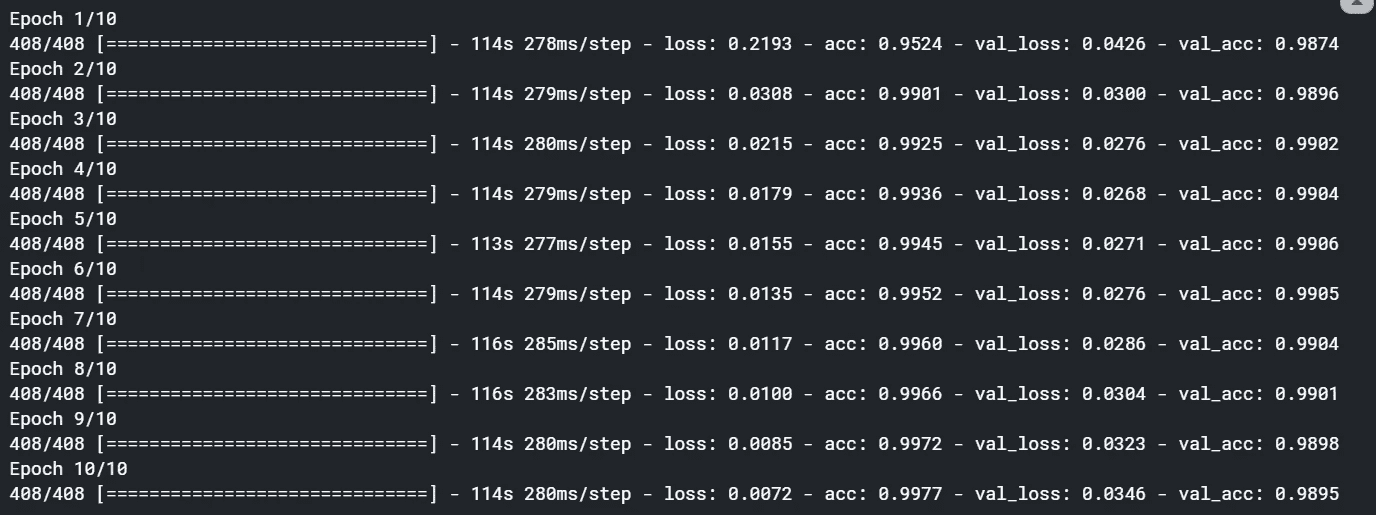 Epoch 1/10
408/408 [==============================] - 114s 278ms/step - loss: 0.2193 - acc: 0.9524 - val_loss: 0.0426 - val_acc: 0.9874
Epoch 2/10
408/408 [==============================] - 114s 279ms/step - loss: 0.0308 - acc: 0.9901 - val_loss: 0.0300 - val_acc: 0.9896
Epoch 3/10
408/408 [==============================] - 114s 280ms/step - loss: 0.0215 - acc: 0.9925 - val_loss: 0.0276 - val_acc: 0.9902
Epoch 4/10
408/408 [==============================] - 114s 279ms/step - loss: 0.0179 - acc: 0.9936 - val_loss: 0.0268 - val_acc: 0.9904
Epoch 5/10
408/408 [==============================] - 113s 277ms/step - loss: 0.0155 - acc: 0.9945 - val_loss: 0.0271 - val_acc: 0.9906
Epoch 6/10
408/408 [==============================] - 114s 279ms/step - loss: 0.0135 - acc: 0.9952 - val_loss: 0.0276 - val_acc: 0.9905
Epoch 7/10
408/408 [==============================] - 116s 285ms/step - loss: 0.0117 - acc: 0.9960 - val_loss: 0.0286 - val_acc: 0.9904
Epoch 8/10
408/408 [==============================] - 116s 283ms/step - loss: 0.0100 - acc: 0.9966 - val_loss: 0.0304 - val_acc: 0.9901
Epoch 9/10
408/408 [==============================] - 114s 280ms/step - loss: 0.0085 - acc: 0.9972 - val_loss: 0.0323 - val_acc: 0.9898
Epoch 10/10
408/408 [==============================] - 114s 280ms/step - loss: 0.0072 - acc: 0.9977 - val_loss: 0.0346 - val_acc: 0.9895